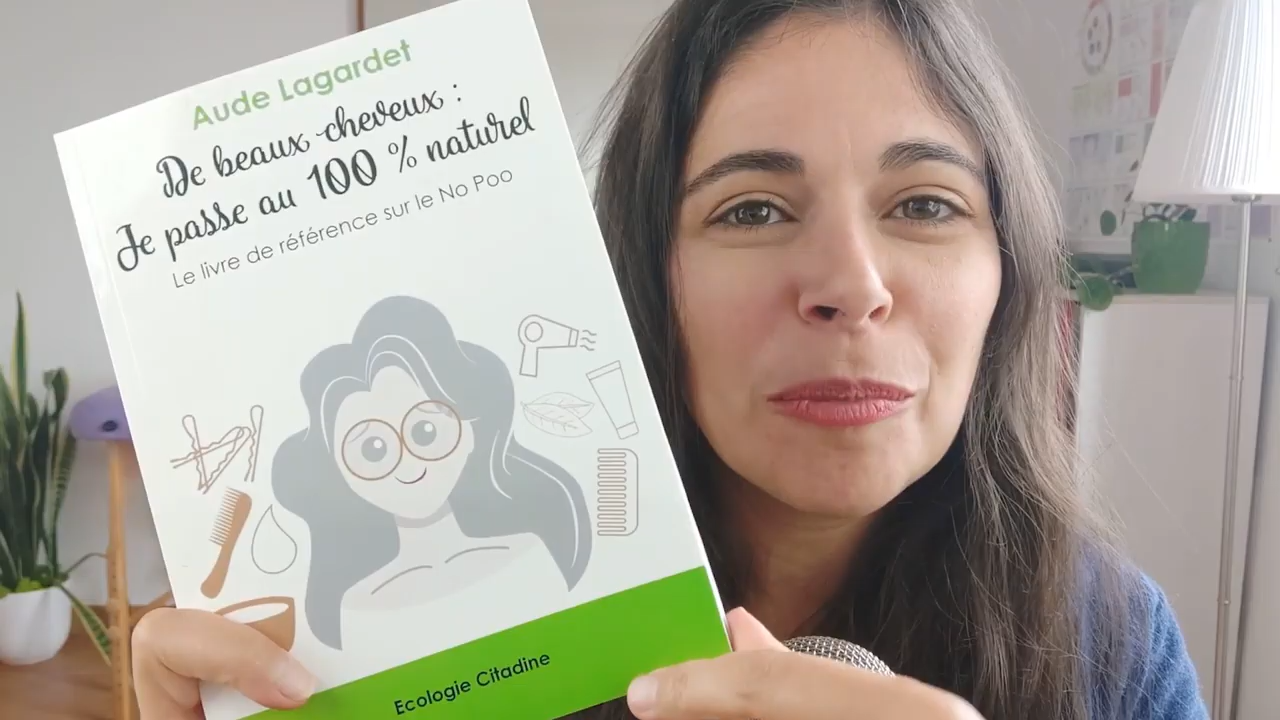 Aude Lagardet
De beaux cheveux :
Je passe au 100 % naturel
Le livre de référence sur le No Poo
Ecologie Citadine